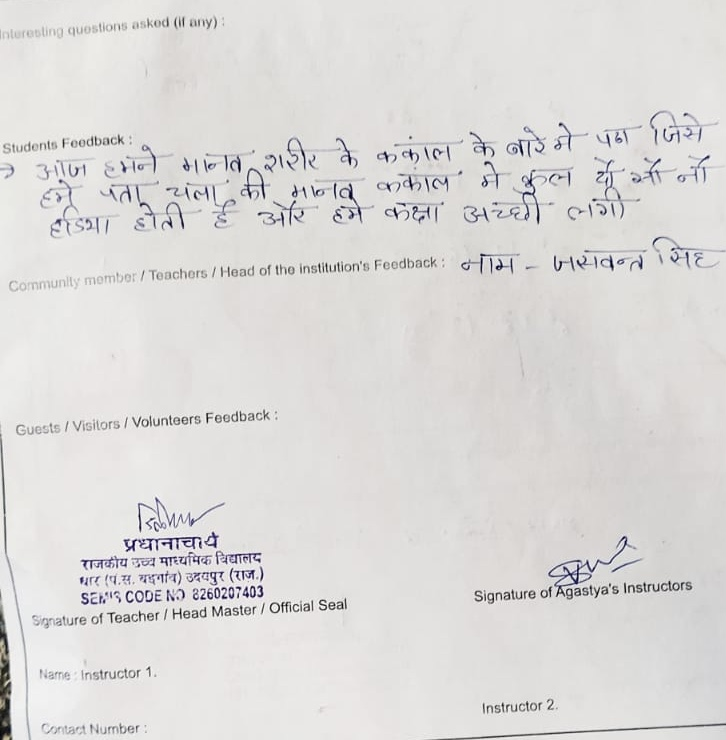 Interesting questions asked (if any) :
Students Feedback :
→ आज हमने मानव शरीर के ककांल के बारे मे पढा जिसे
हमे पता चला की मानव ककाल मे कुल दो सौ नौ
हडिया होती है और हमे कक्षा अच्छी लगी
Community member / Teachers / Head of the institution's Feedback : नाम - जसवन्त सिंह
Guests / Visitors / Volunteers Feedback :
प्रधानाचार्य
राजकीय उच्च माध्यमिक विद्यालय
धार (पं.स. बड़गांव) उदयपुर (राज.)
SEMIS CODE NO 8260207403
Signature of Teacher / Head Master / Official Seal
Signature of Agastya's Instructors
Name : Instructor 1.
Instructor 2.
Contact Number :